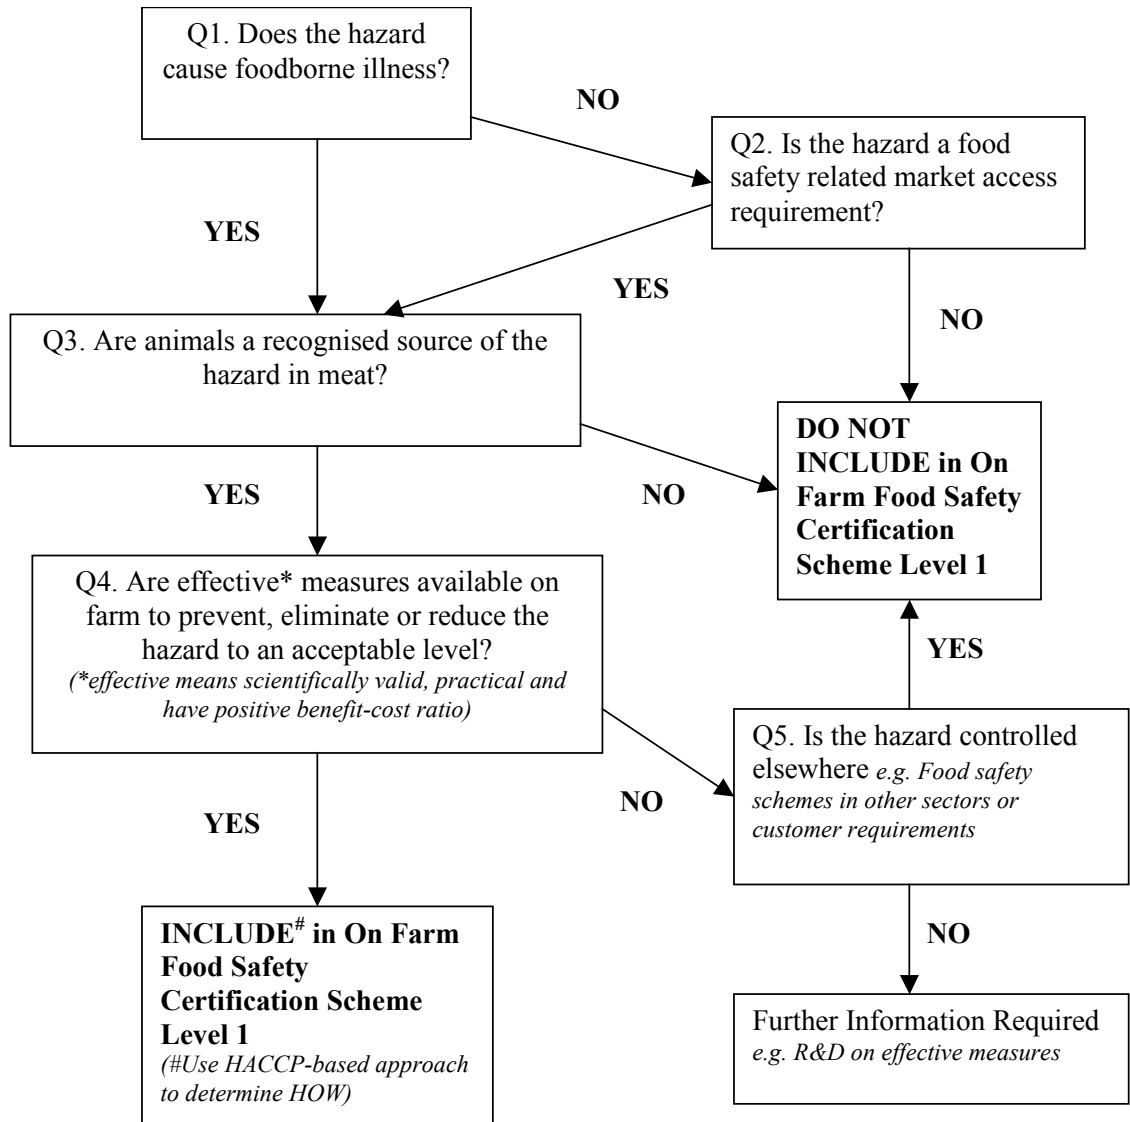 Q1. Does the hazard
cause foodborne illness?
NO
Q2. Is the hazard a food
safety related market access
requirement?
YES
YES
NO
Q3. Are animals a recognised source of the
hazard in meat?
DO NOT
INCLUDE in On
Farm Food Safety
Certification
Scheme Level 1
YES
NO
Q4. Are effective* measures available on
farm to prevent, eliminate or reduce the
hazard to an acceptable level?
(*effective means scientifically valid, practical and
have positive benefit-cost ratio)
YES
Q5. Is the hazard controlled
elsewhere e.g. Food safety
schemes in other sectors or
customer requirements
NO
YES
INCLUDE# in On Farm
Food Safety
Certification Scheme
Level 1
(#Use HACCP-based approach
to determine HOW)
NO
Further Information Required
e.g. R&D on effective measures